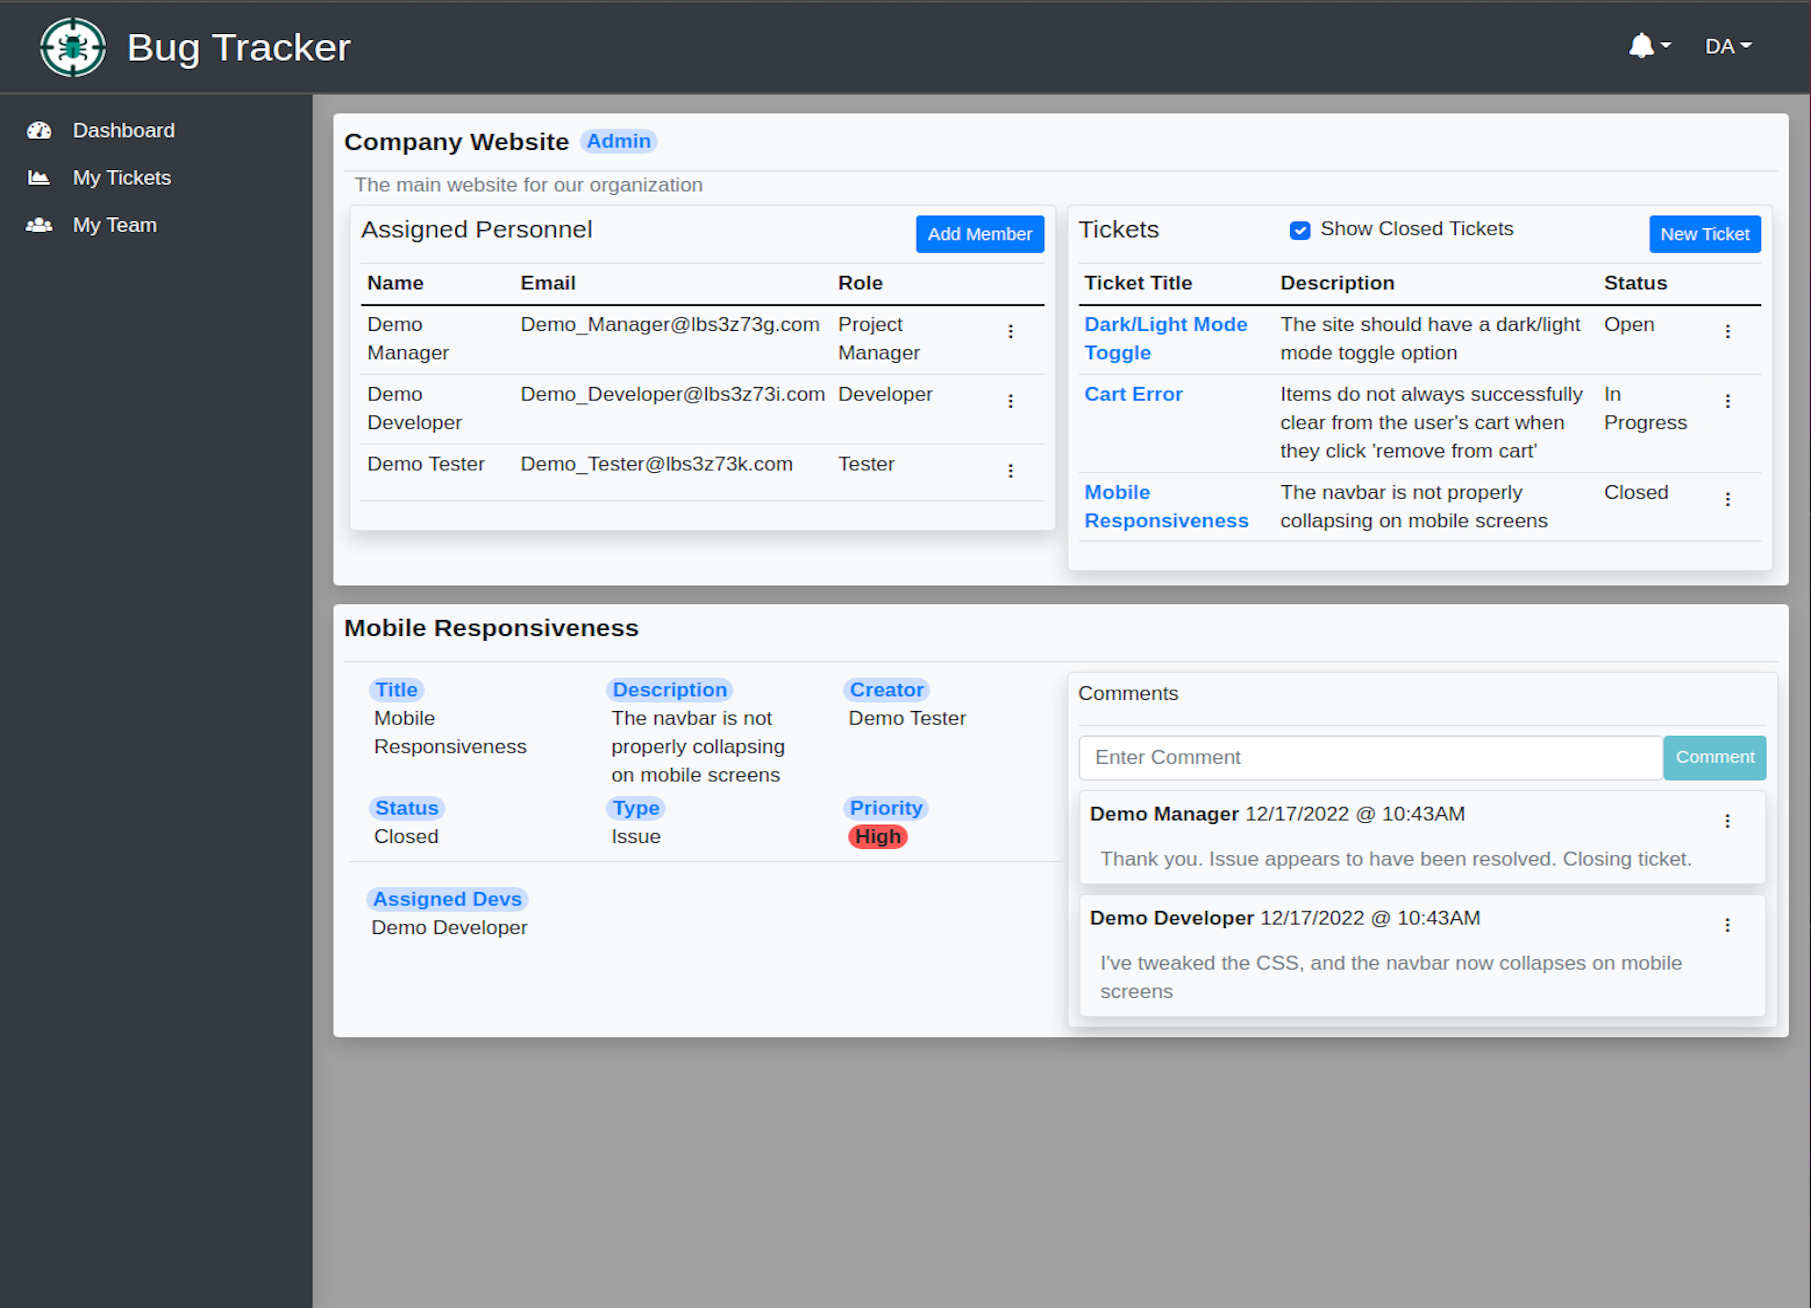 Bug Tracker
DA
Dashboard
My Tickets
My Team
Company Website Admin
The main website for our organization
Assigned Personnel
Add Member
Name Email Role
Demo Manager Demo_Manager@lbs3z73g.com Project Manager
Demo Developer Demo_Developer@lbs3z73i.com Developer
Demo Tester Demo_Tester@lbs3z73k.com Tester
Tickets
Show Closed Tickets
New Ticket
Ticket Title Description Status
Dark/Light Mode Toggle The site should have a dark/light mode toggle option Open
Cart Error Items do not always successfully clear from the user's cart when they click 'remove from cart' In Progress
Mobile Responsiveness The navbar is not properly collapsing on mobile screens Closed
Mobile Responsiveness
Title
Mobile
Responsiveness
Description
The navbar is not
properly collapsing
on mobile screens
Creator
Demo Tester
Status
Closed
Type
Issue
Priority
High
Assigned Devs
Demo Developer
Comments
Enter Comment
Comment
Demo Manager 12/17/2022 @ 10:43AM
Thank you. Issue appears to have been resolved. Closing ticket.
Demo Developer 12/17/2022 @ 10:43AM
I've tweaked the CSS, and the navbar now collapses on mobile
screens